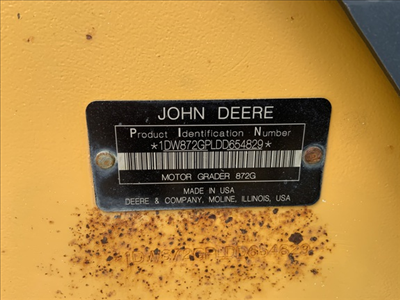 JOHN DEERE
Product Identification Number
*1DW872GPLDD654829*
MOTOR GRADER 872G
MADE IN USA
DEERE & COMPANY, MOLINE, ILLINOIS, USA